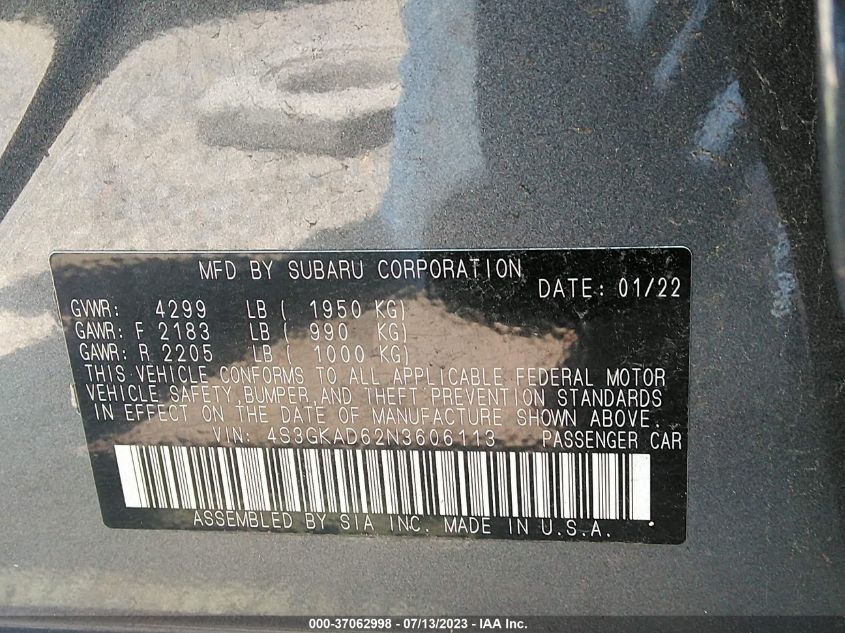 MFD BY SUBARU CORPORATION
DATE: 01/22
GVWR: 4299 LB ( 1950 KG)
GAWR: F 2183 LB ( 990 KG)
GAWR: R 2205 LB ( 1000 KG)
THIS VEHICLE CONFORMS TO ALL APPLICABLE FEDERAL MOTOR
VEHICLE SAFETY, BUMPER, AND THEFT PREVENTION STANDARDS
IN EFFECT ON THE DATE OF MANUFACTURE SHOWN ABOVE.
VIN: 4S3GKAD62N3606113 PASSENGER CAR
ASSEMBLED BY SIA INC. MADE IN U.S.A.
000-37062998 - 07/13/2023 - IAA Inc.